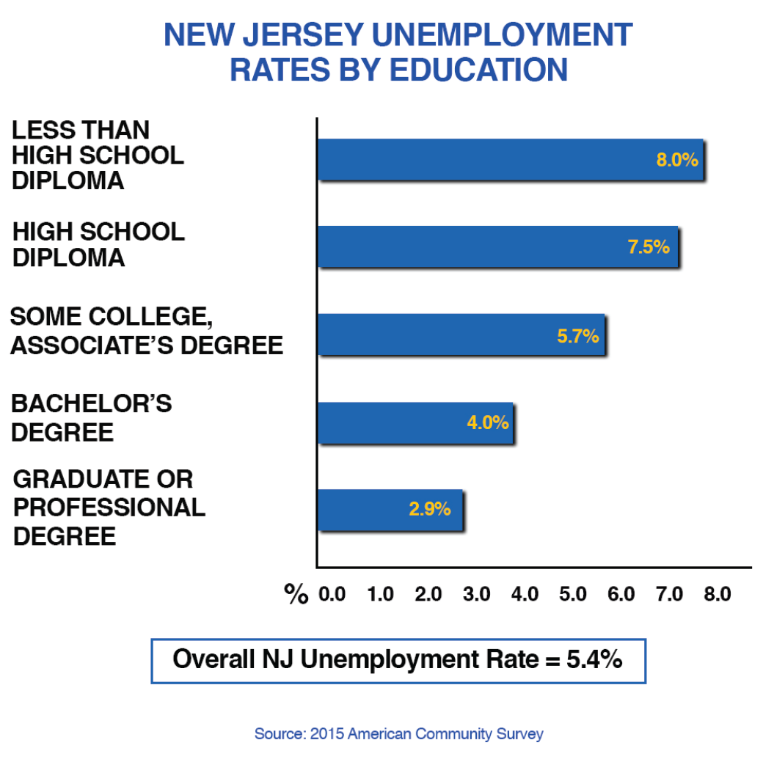 NEW JERSEY UNEMPLOYMENT
RATES BY EDUCATION
LESS THAN
HIGH SCHOOL
DIPLOMA
8.0%
HIGH SCHOOL
DIPLOMA
7.5%
SOME COLLEGE,
ASSOCIATE'S DEGREE
5.7%
BACHELOR'S
DEGREE
4.0%
GRADUATE OR
PROFESSIONAL
DEGREE
2.9%
% 0.0 1.0 2.0 3.0 4.0 5.0 6.0 7.0 8.0
Overall NJ Unemployment Rate = 5.4%
Source: 2015 American Community Survey